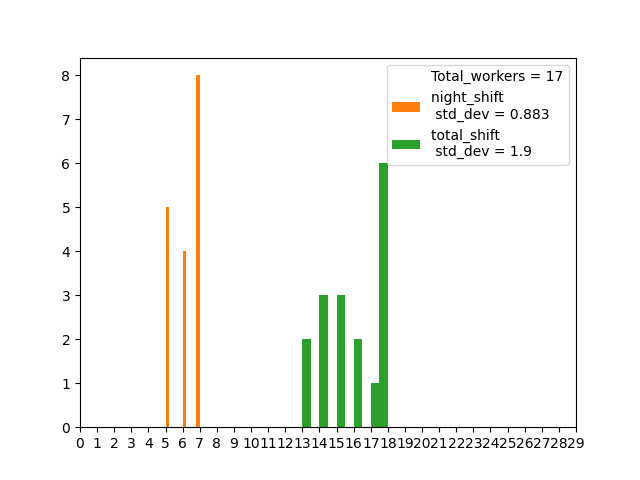 Total_workers = 17
night_shift
std_dev = 0.883
total_shift
std_dev = 1.9
8
7
6
5
4
3
2
1
0
0 1 2 3 4 5 6 7 8 9 10 11 12 13 14 15 16 17 18 19 20 21 22 23 24 25 26 27 28 29